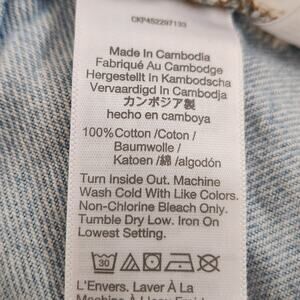 CKP452297133
Made In Cambodia
Fabriqué Au Cambodge
Hergestellt In Kambodscha
Vervaardigd In Cambodja
カンボジア製
hecho en camboya
100%Cotton /Coton /
Baumwolle /
Katoen /綿 /algodón
Turn Inside Out. Machine
Wash Cold With Like Colors.
Non-Chlorine Bleach Only.
Tumble Dry Low. Iron On
Lowest Setting.
30
L'Envers. Laver À La